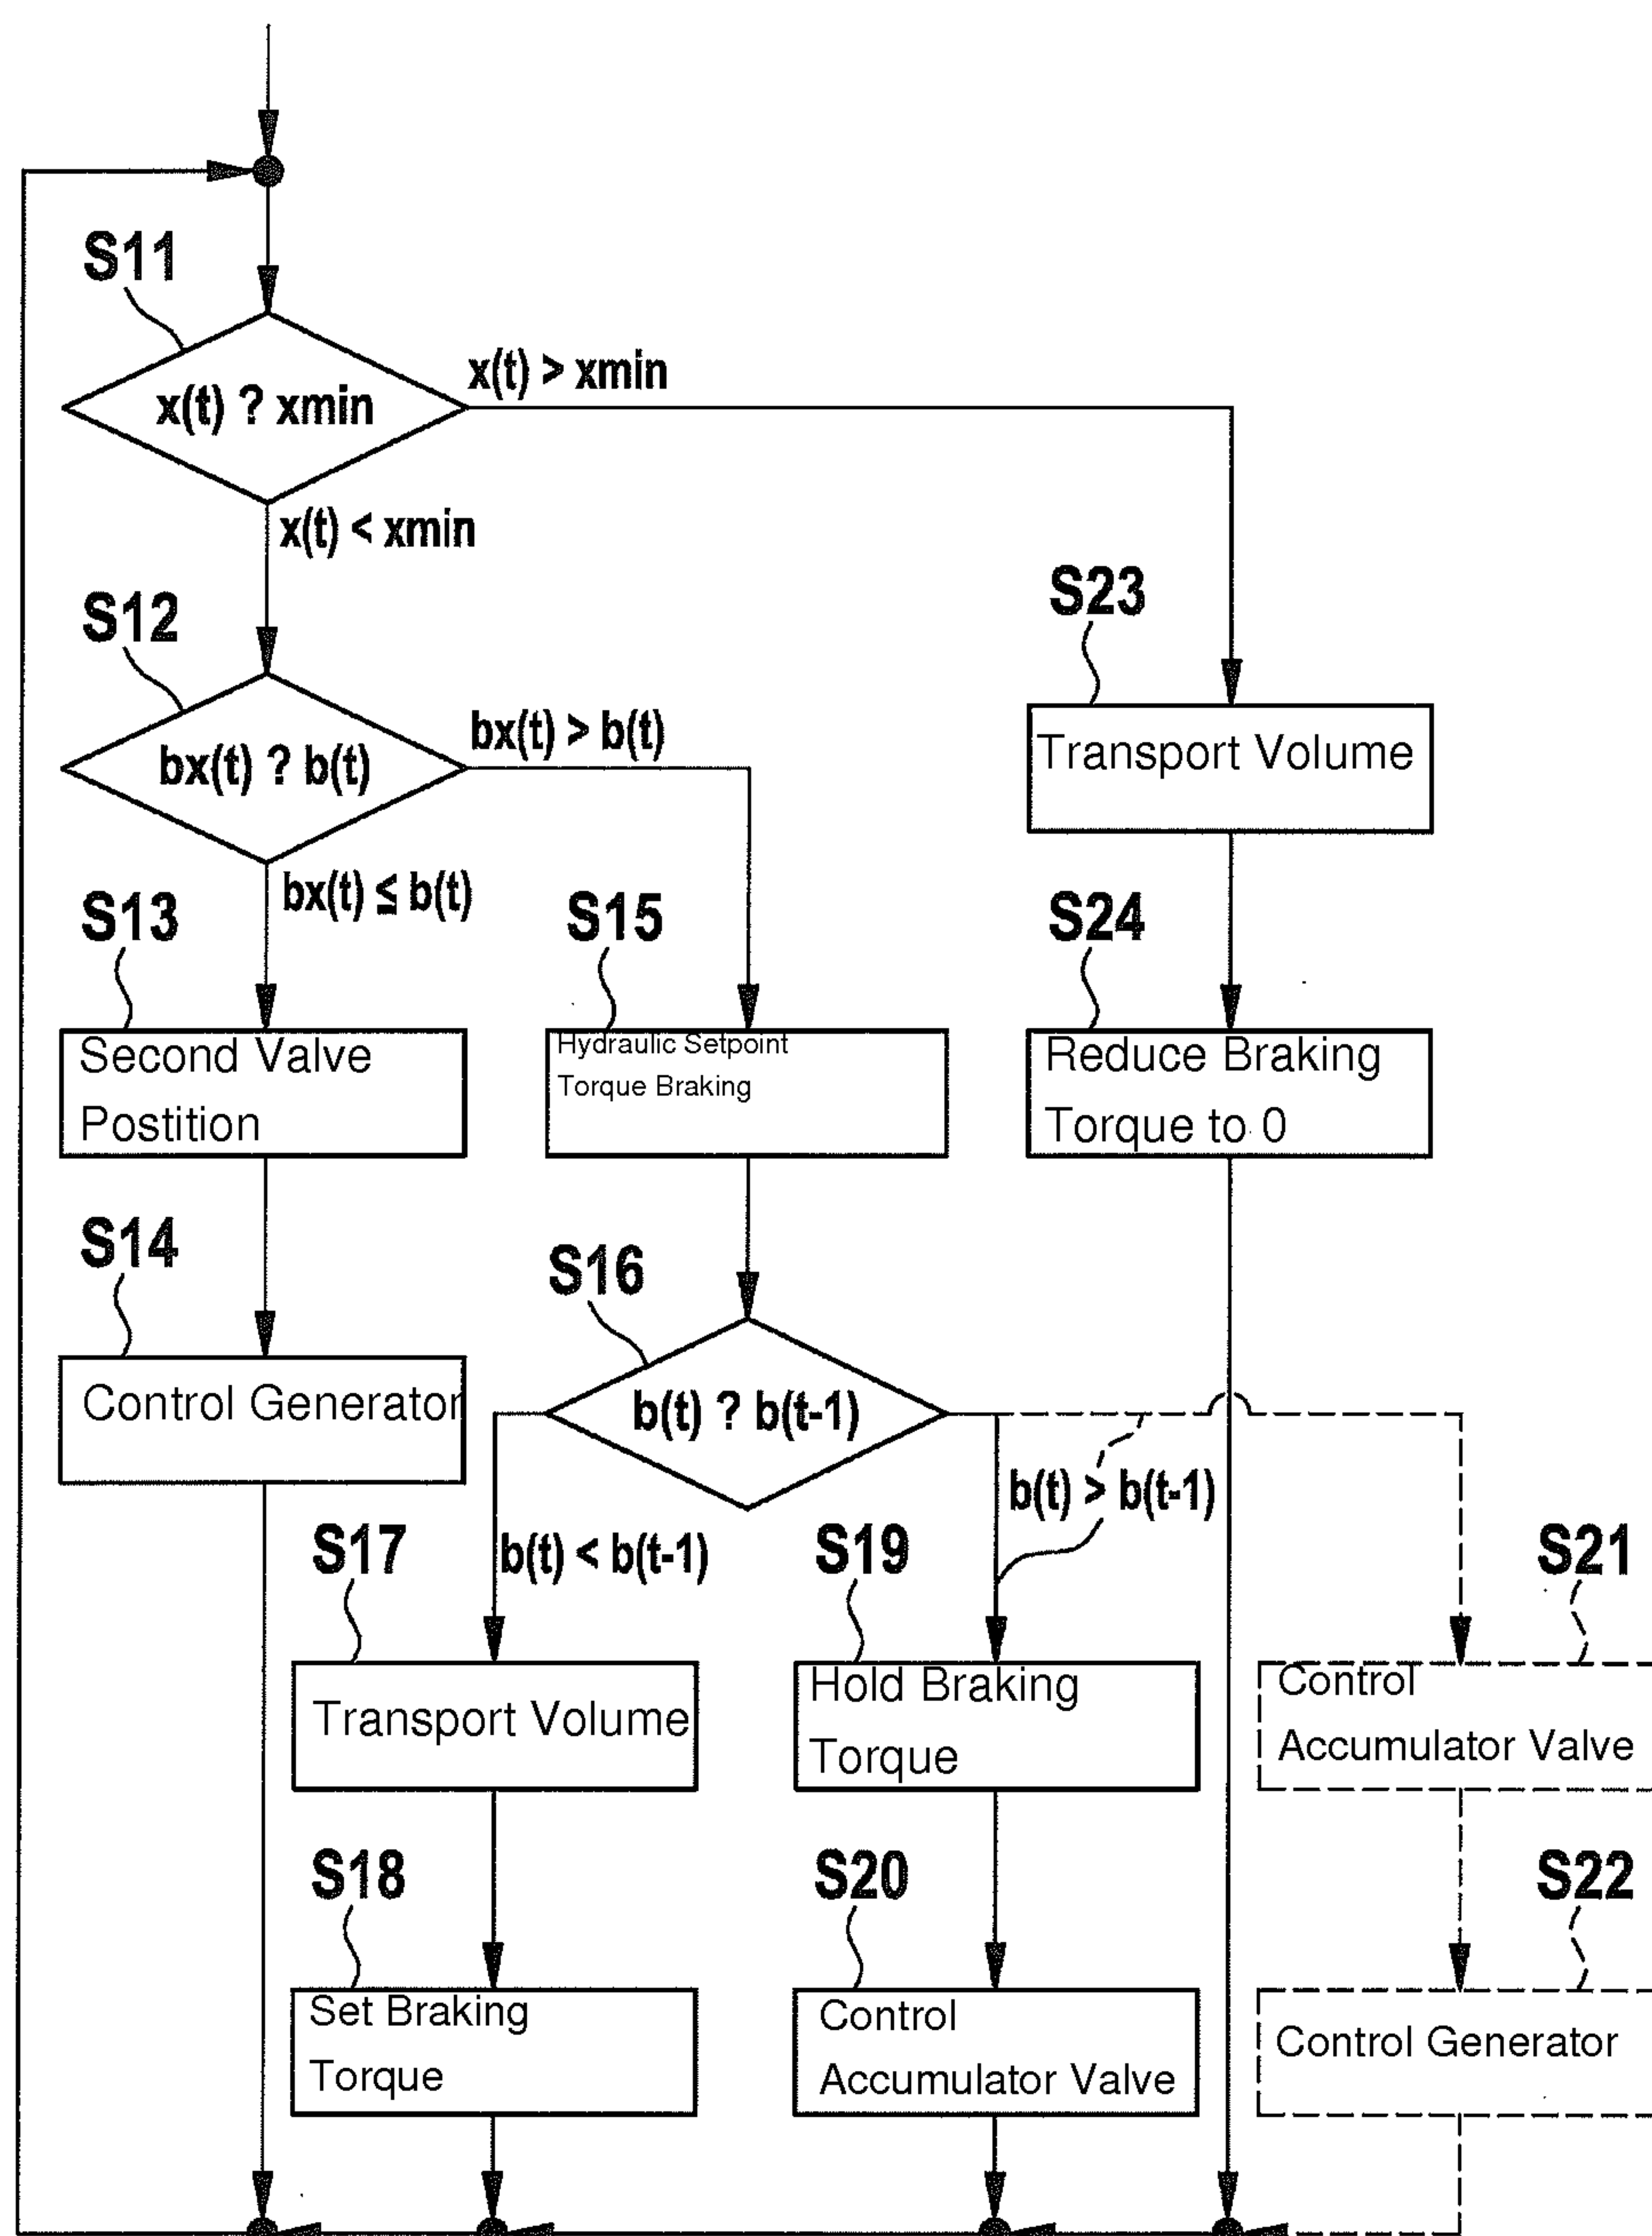 S11
x(t) > xmin
x(t) ? xmin
x(t) < xmin
S12
S23
bx(t) > b(t)
bx(t) ? b(t)
Transport Volume
bx(t) ≤ b(t)
S13
S15
S24
Second Valve
Postition
Hydraulic Setpoint
Torque Braking
Reduce Braking
Torque to 0
S14
S16
Control Generator
b(t) ? b(t-1)
b(t) > b(t-1)
S17
b(t) < b(t-1)
S19
S21
Transport Volume
Hold Braking
Torque
Control
Accumulator Valve
S18
S20
S22
Set Braking
Torque
Control
Accumulator Valve
Control Generator